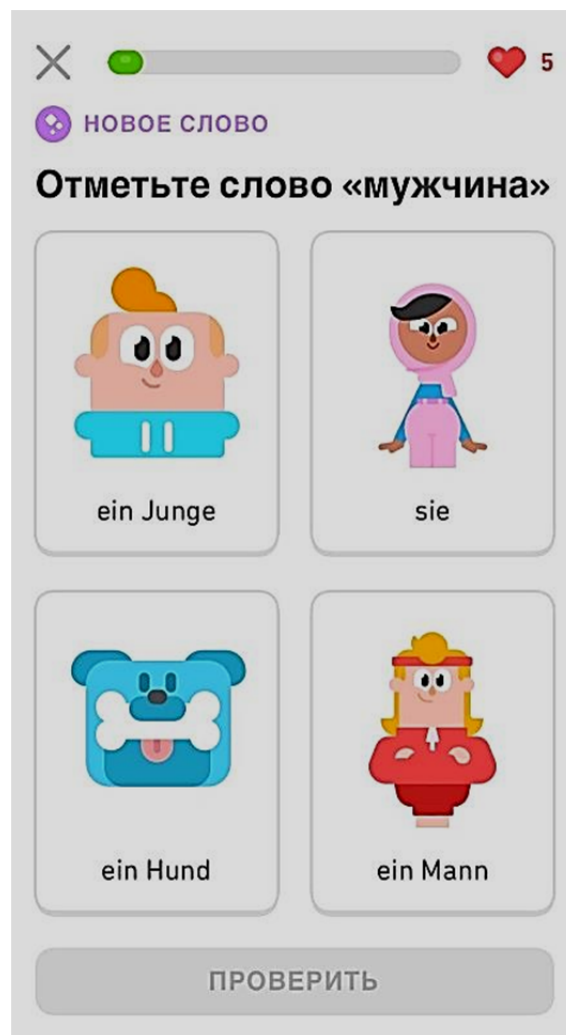 5
НОВОЕ СЛОВО
Отметьте слово «мужчина»
ein Junge
sie
ein Hund
ein Mann
ПРОВЕРИТЬ